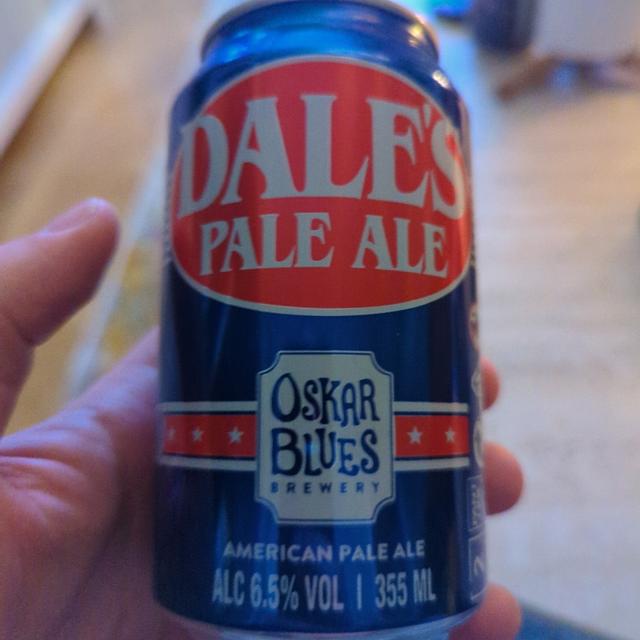 DALE'S
PALE ALE
OSKAR
BLUES
BREWERY
AMERICAN PALE ALE
ALC 6.5% VOL | 355 ML